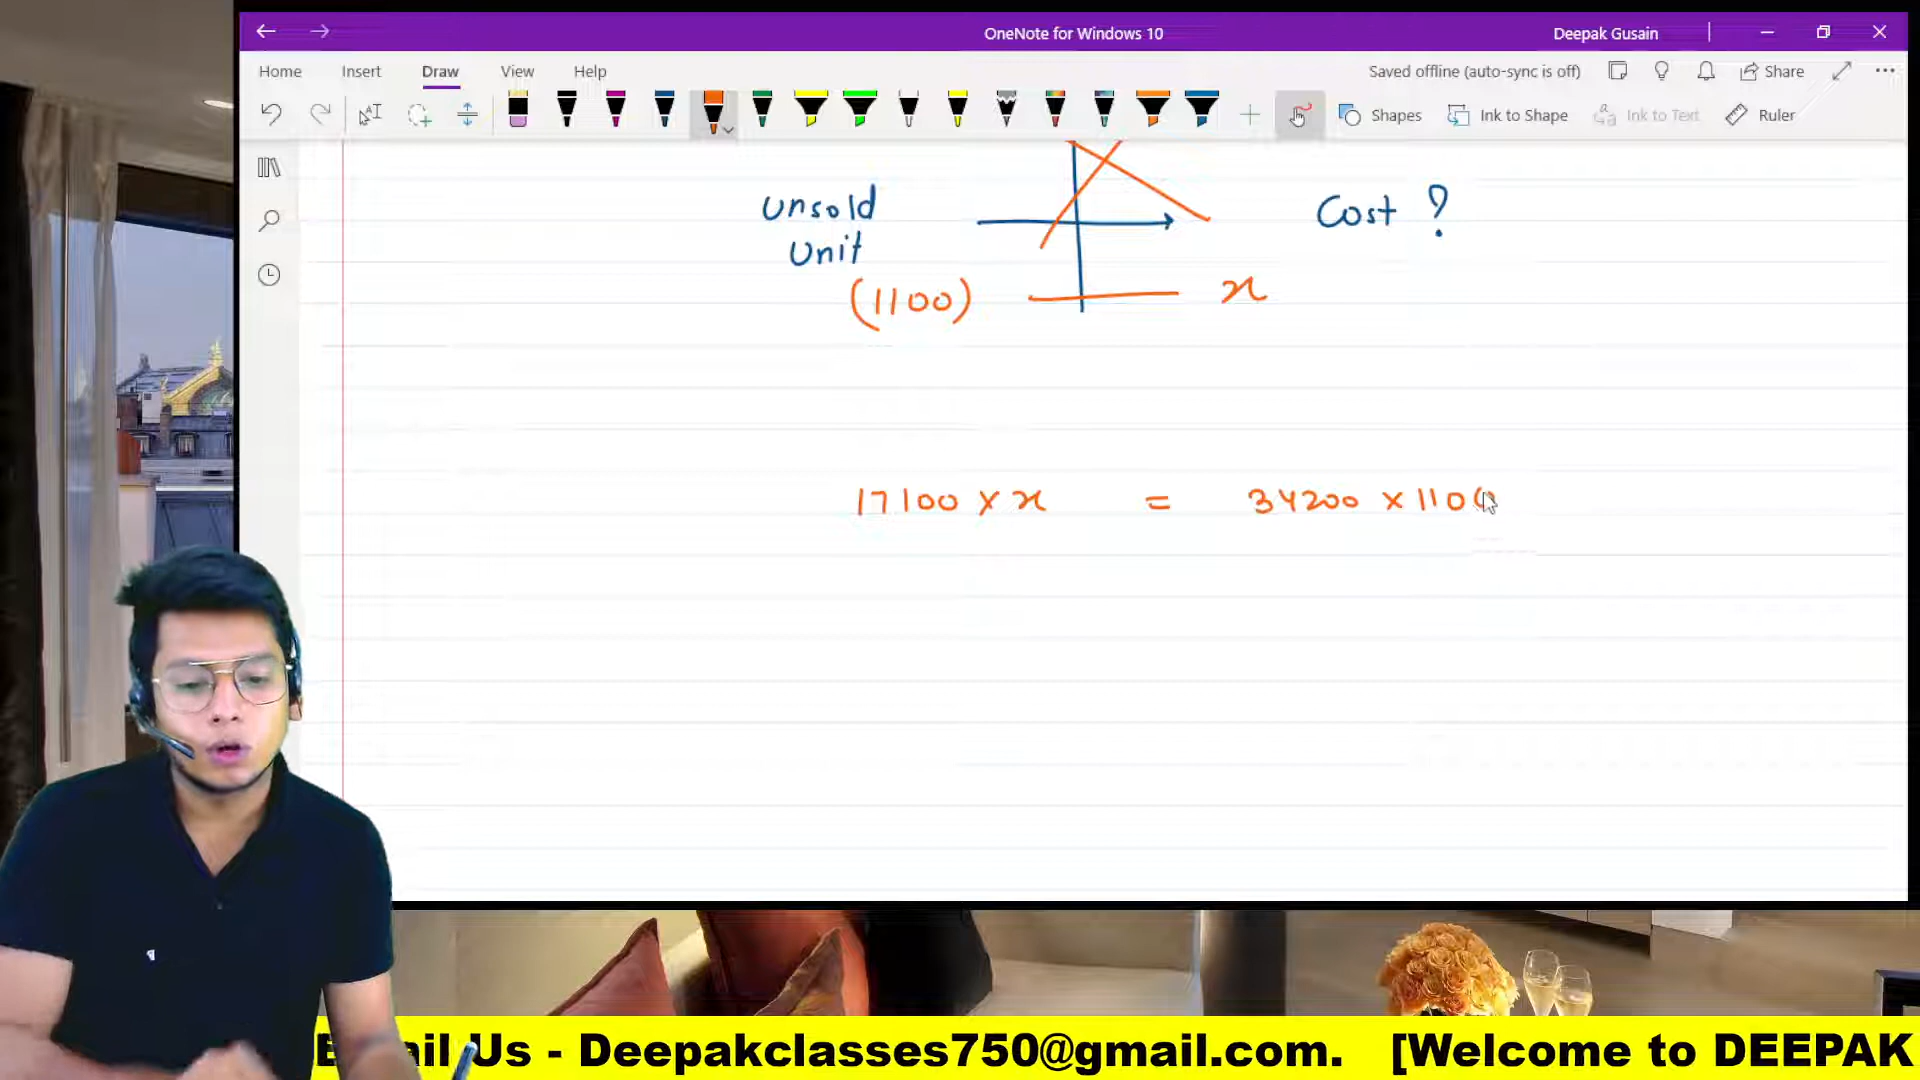 OneNote for Windows 10
Deepak Gusain
Home Insert Draw View Help
Saved offline (auto-sync is off) Share
Shapes Ink to Shape Ink to Text Ruler
unsold
unit
Cost ?
(1100) x
17100 × x = 34200 × 1100
Email Us - Deepakclasses750@gmail.com. [Welcome to DEEPAK